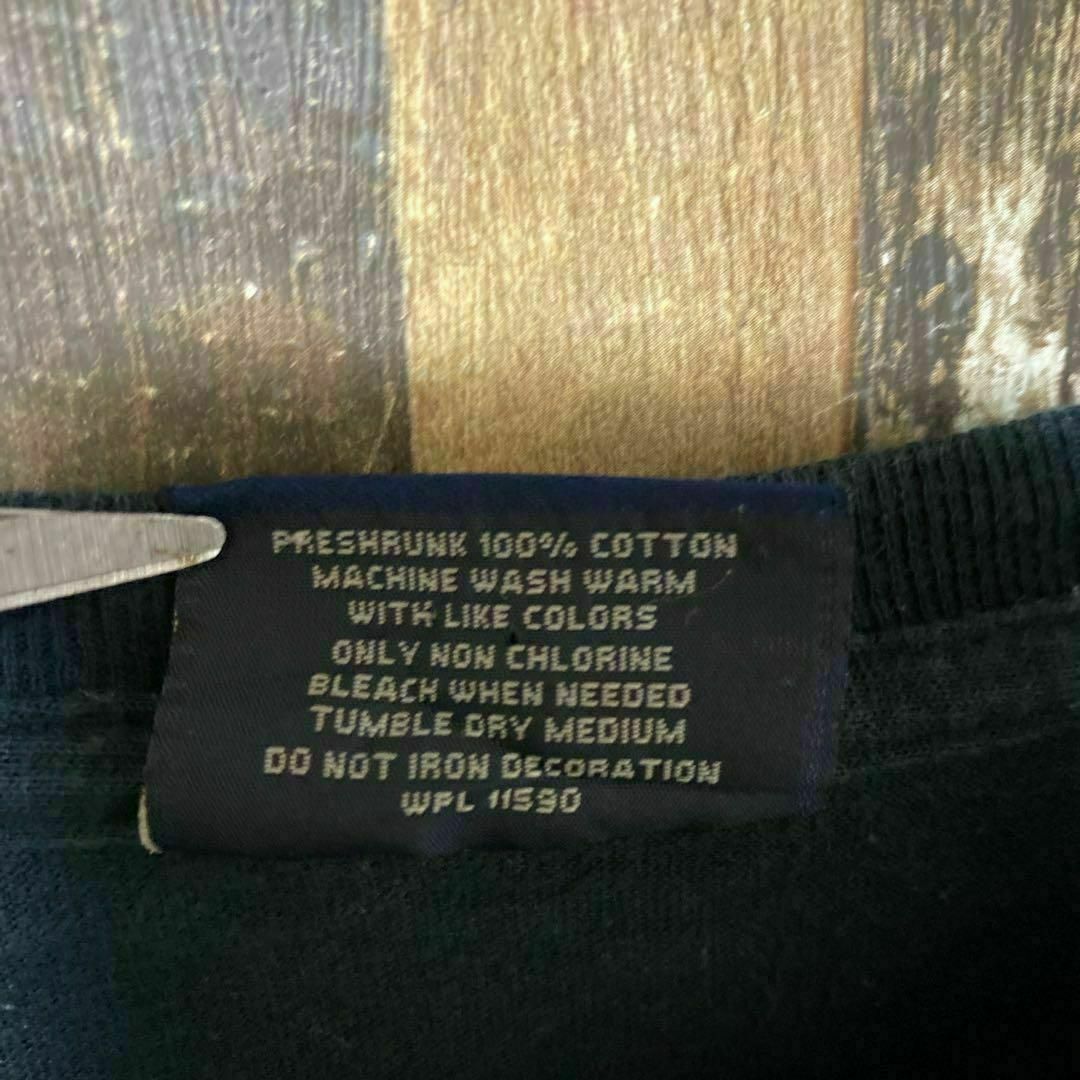 PRESHRUNK 100% COTTON
MACHINE WASH WARM
WITH LIKE COLORS
ONLY NON CHLORINE
BLEACH WHEN NEEDED
TUMBLE DRY MEDIUM
DO NOT IRON DECORATION
WPL 11590